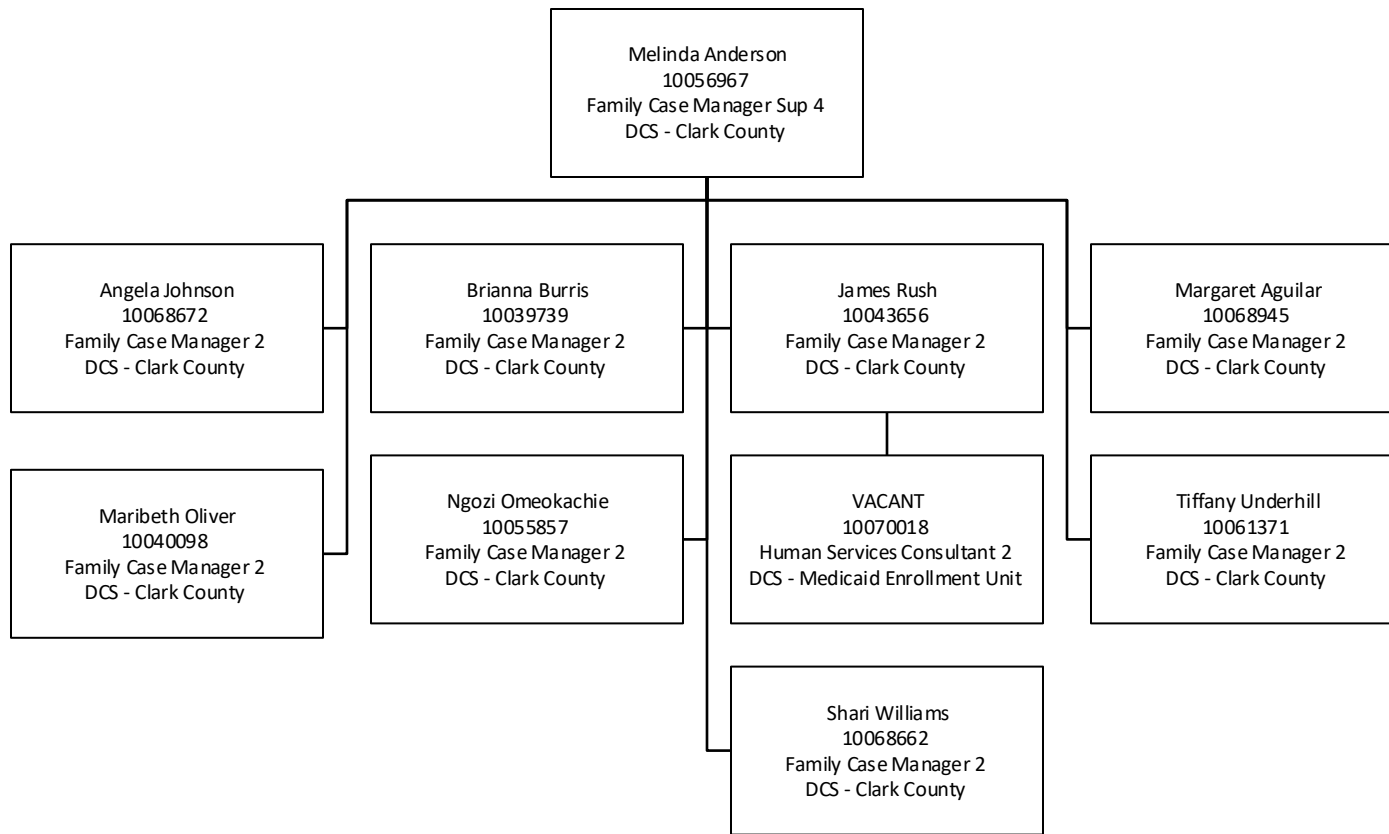 Melinda Anderson
10056967
Family Case Manager Sup 4
DCS - Clark County
Angela Johnson
10068672
Family Case Manager 2
DCS - Clark County
Brianna Burris
10039739
Family Case Manager 2
DCS - Clark County
James Rush
10043656
Family Case Manager 2
DCS - Clark County
Margaret Aguilar
10068945
Family Case Manager 2
DCS - Clark County
Maribeth Oliver
10040098
Family Case Manager 2
DCS - Clark County
Ngozi Omeokachie
10055857
Family Case Manager 2
DCS - Clark County
VACANT
10070018
Human Services Consultant 2
DCS - Medicaid Enrollment Unit
Tiffany Underhill
10061371
Family Case Manager 2
DCS - Clark County
Shari Williams
10068662
Family Case Manager 2
DCS - Clark County